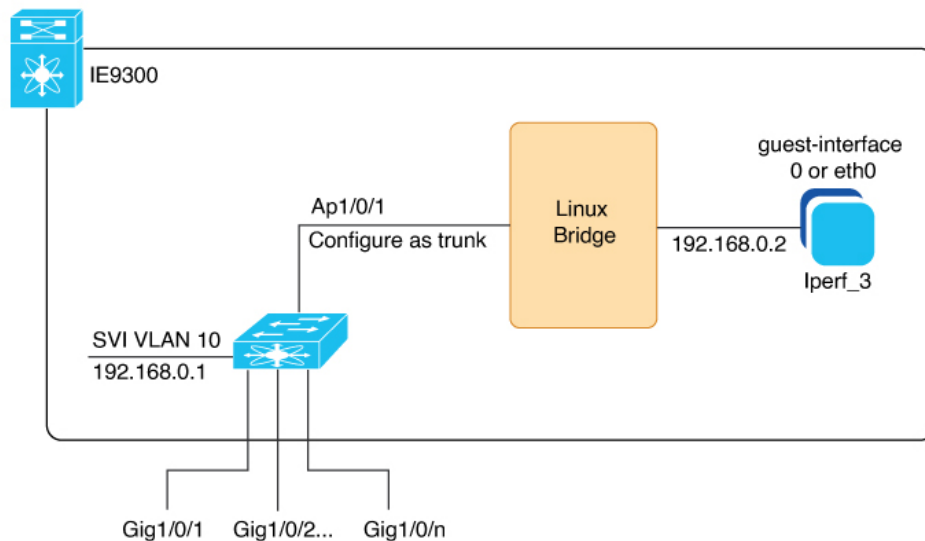 IE9300
guest-interface
0 or eth0
Ap1/0/1
Configure as trunk
Linux
Bridge
192.168.0.2
Iperf_3
SVI VLAN 10
192.168.0.1
Gig1/0/1
Gig1/0/2...
Gig1/0/n